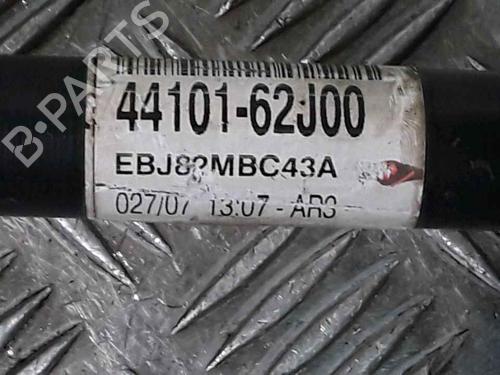 B-PARTS
44101-62J00
EBJ82MBC43A
027/07 13:07 - AR3